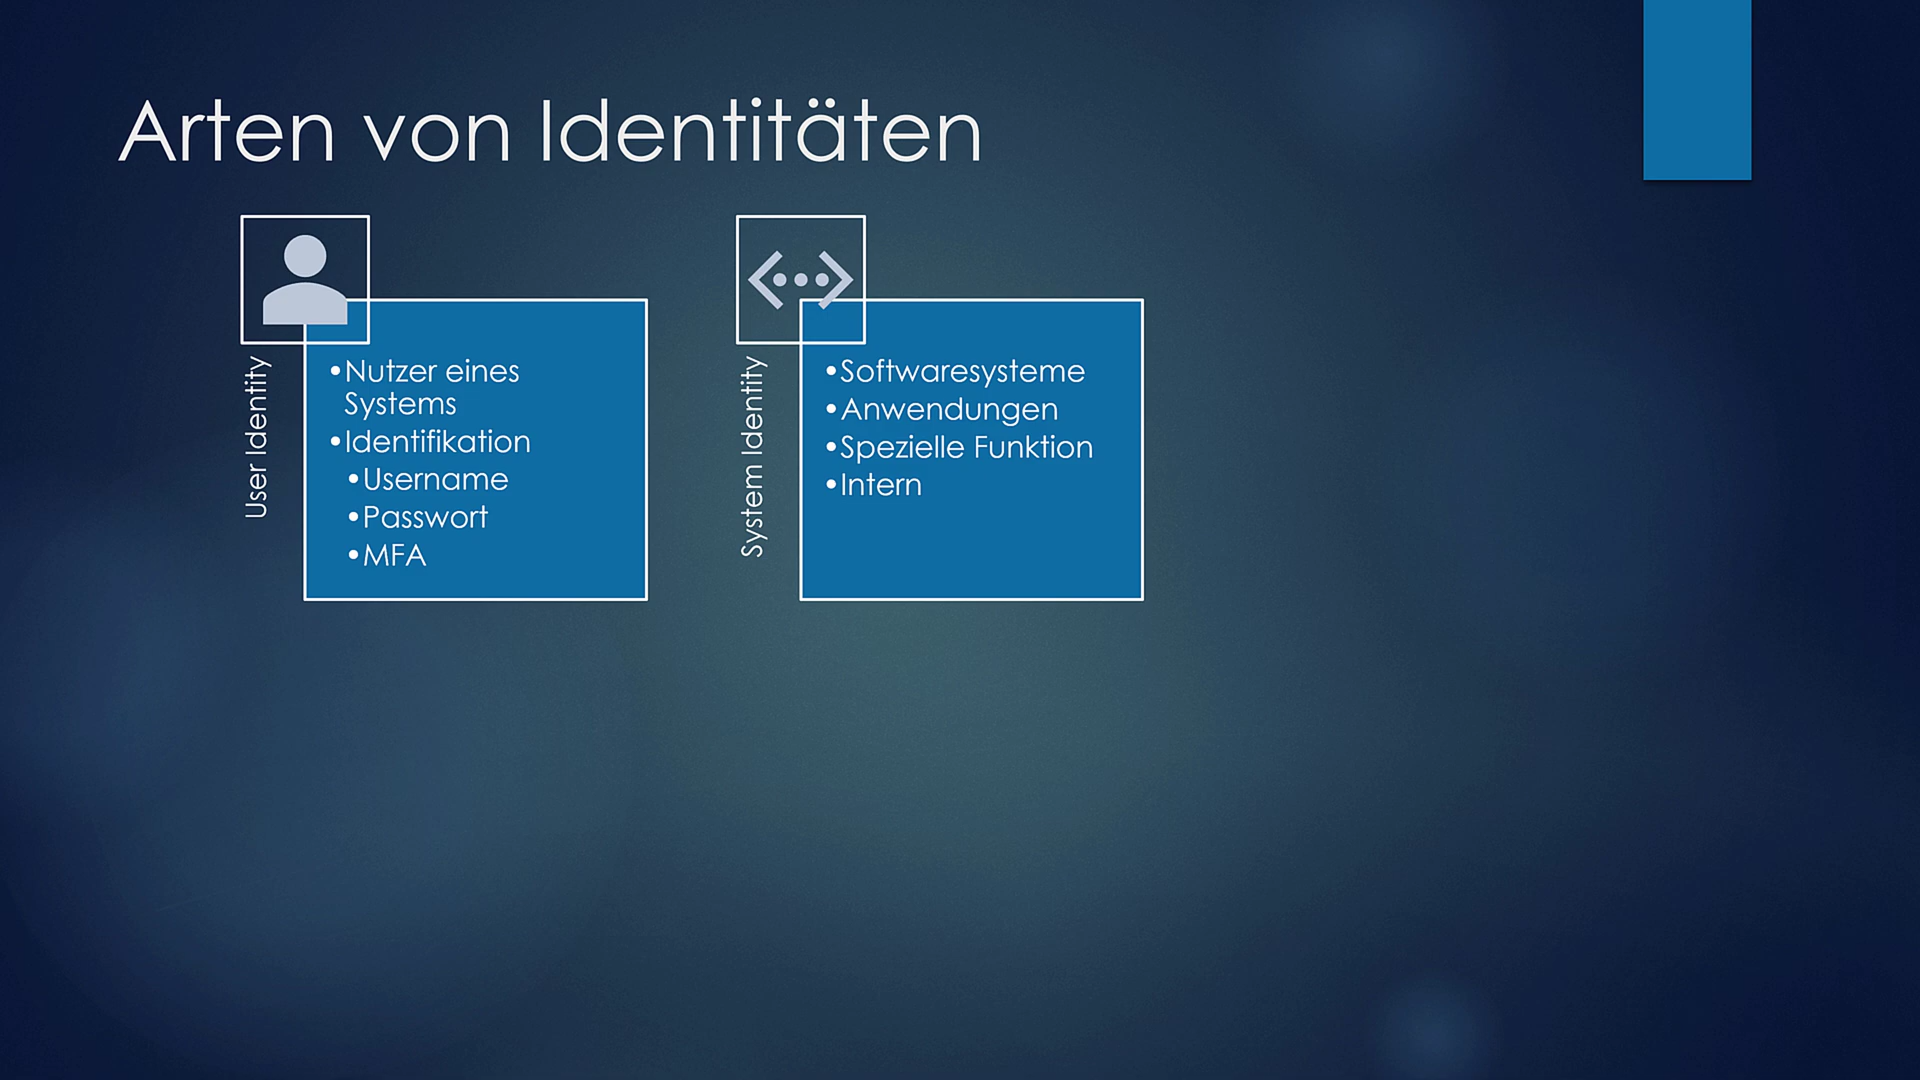 Arten von Identitäten
User Identity
•Nutzer eines
Systems
•Identifikation
•Username
•Passwort
•MFA
System Identity
•Softwaresysteme
•Anwendungen
•Spezielle Funktion
•Intern